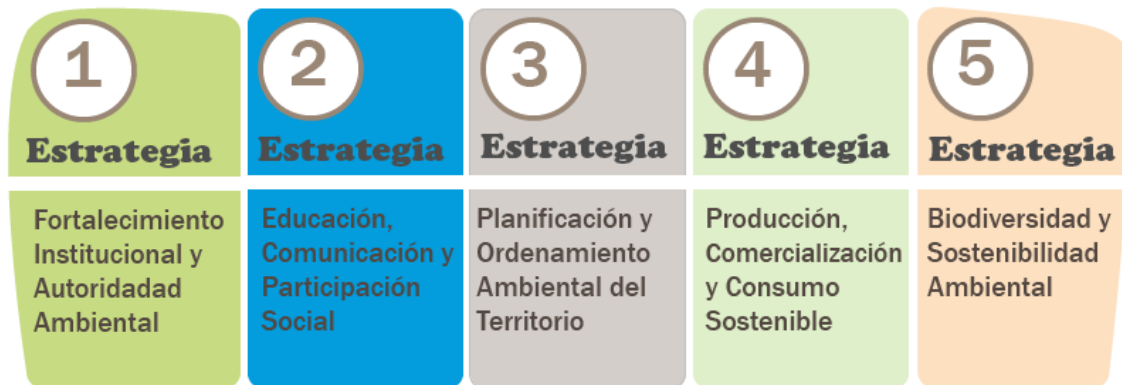 1
Estrategia
Fortalecimiento
Institucional y
Autoridadad
Ambiental
2
Estrategia
Educación,
Comunicación y
Participación
Social
3
Estrategia
Planificación y
Ordenamiento
Ambiental del
Territorio
4
Estrategia
Producción,
Comercialización
y Consumo
Sostenible
5
Estrategia
Biodiversidad y
Sostenibilidad
Ambiental